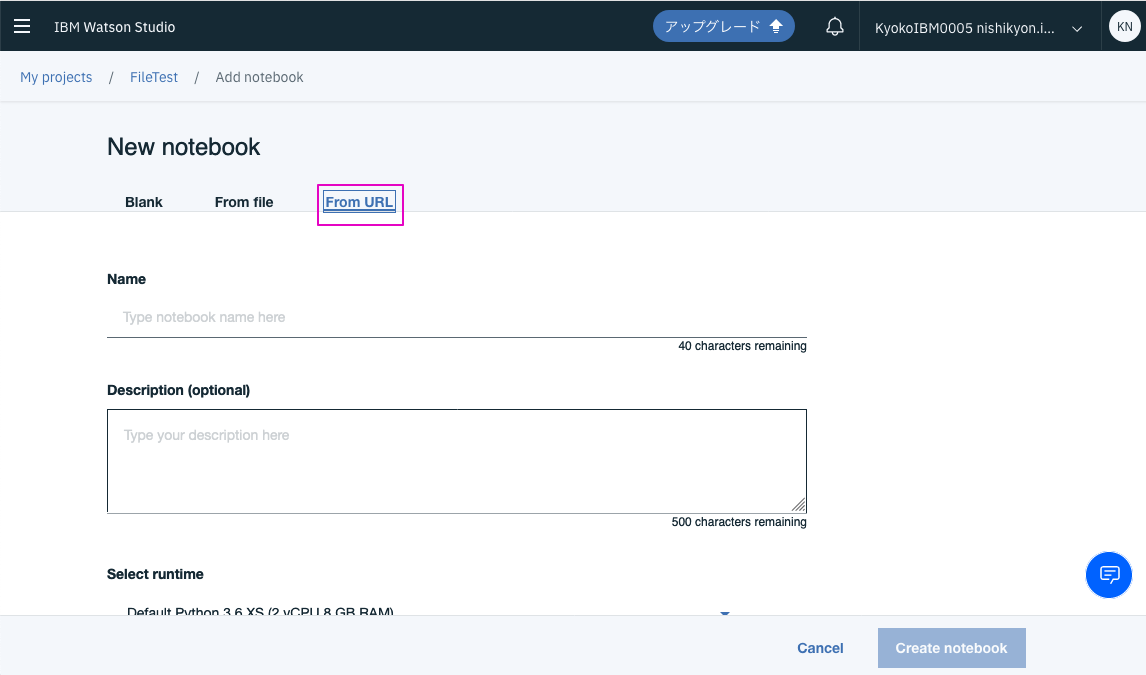 IBM Watson Studio
アップグレード
KyokoIBM0005 nishikyon.i...
KN
My projects / FileTest / Add notebook
New notebook
Blank
From file
From URL
Name
Type notebook name here
40 characters remaining
Description (optional)
Type your description here
500 characters remaining
Select runtime
Default Python 3.6 XS (2 vCPU 8 GB RAM)
Cancel
Create notebook